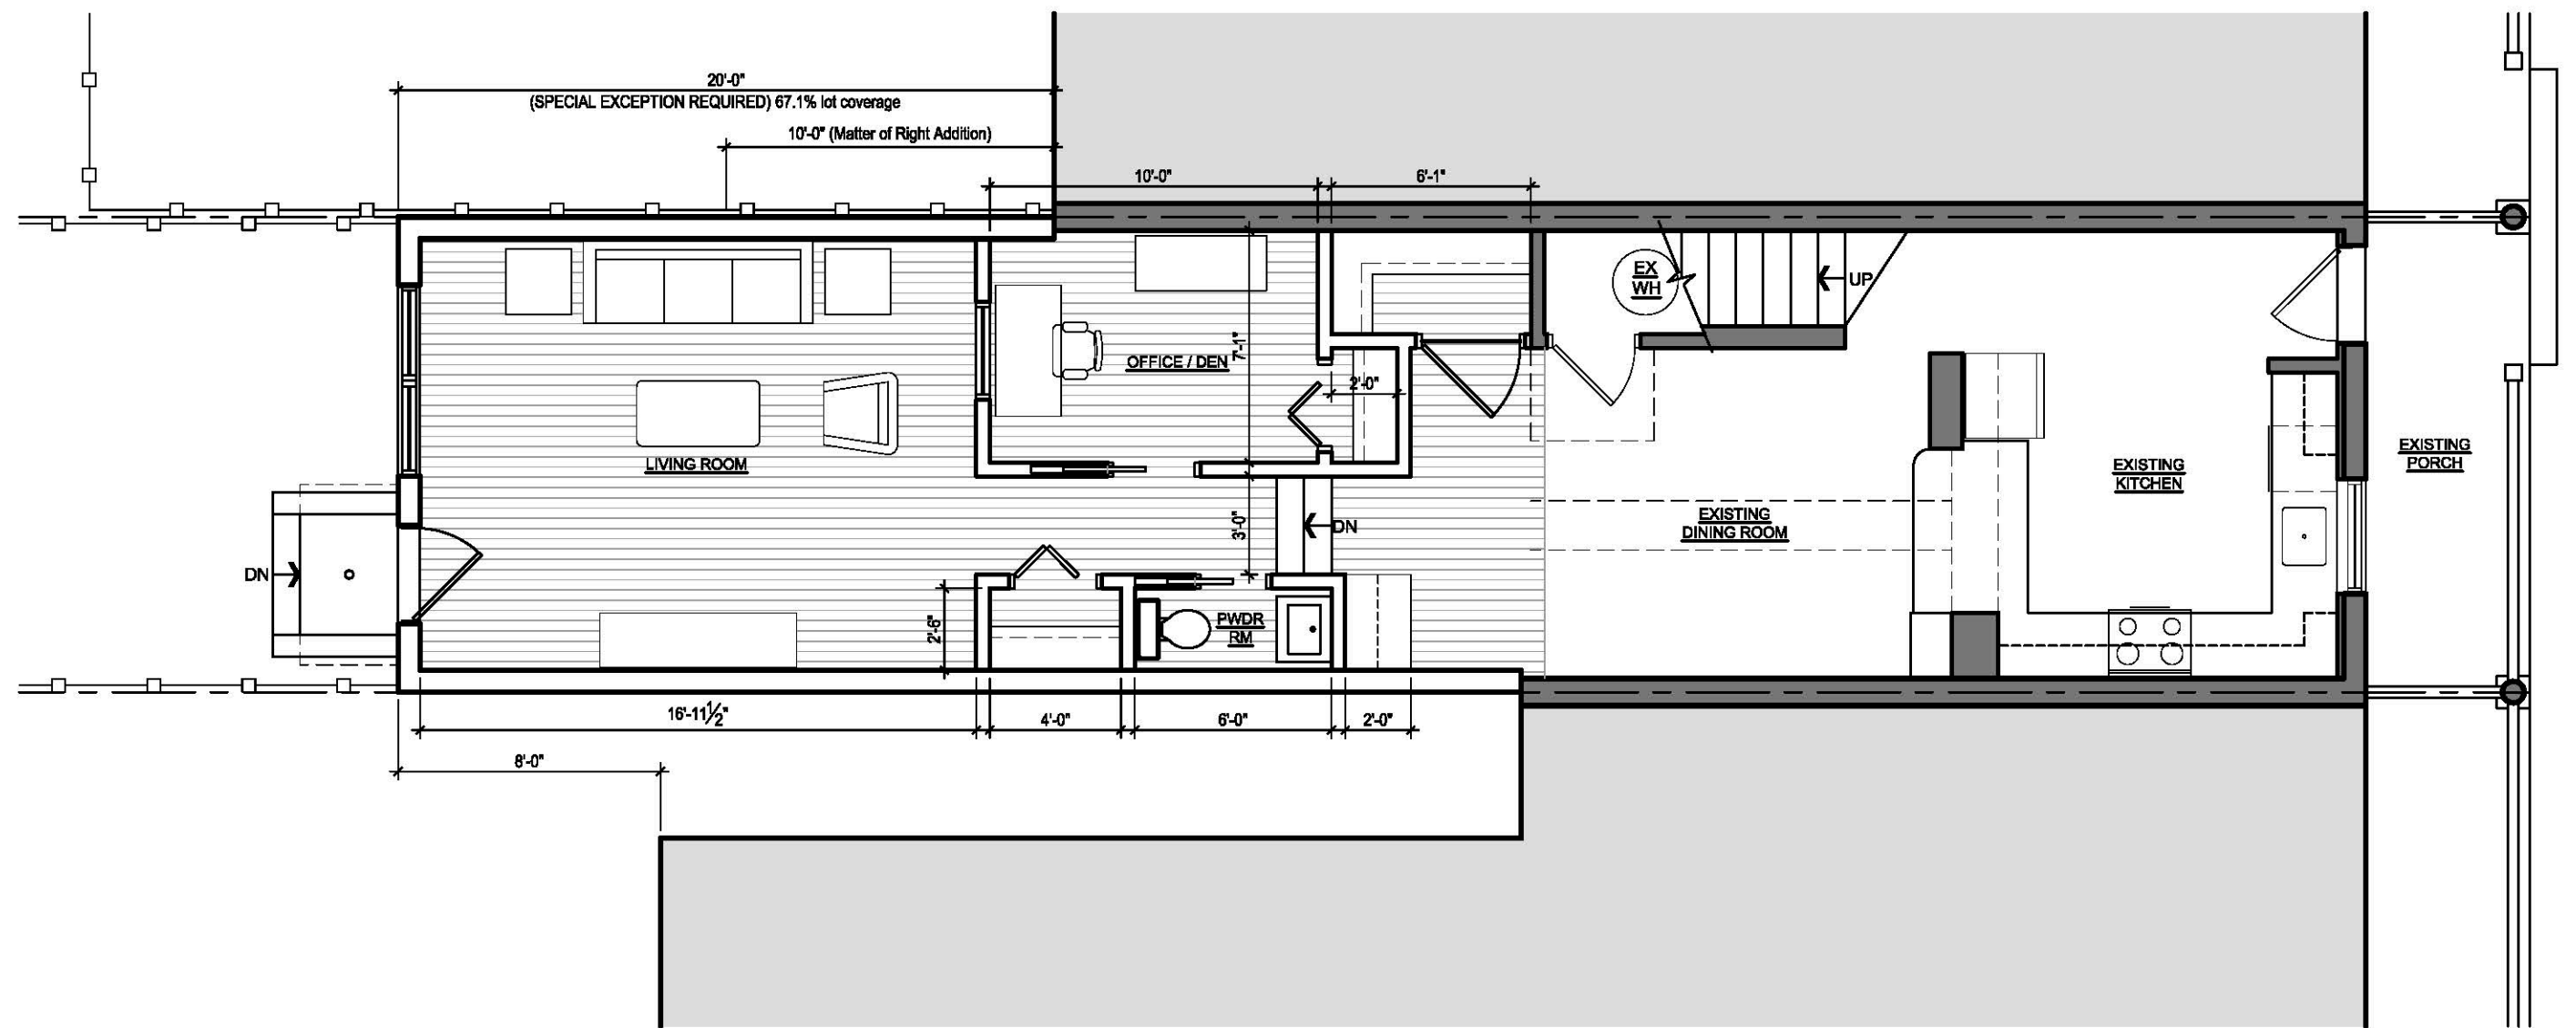 20'-0"
(SPECIAL EXCEPTION REQUIRED) 67.1% lot coverage
10'-0" (Matter of Right Addition)
10'-0"
6'-1"
EX
WH
UP
OFFICE / DEN
7'-1"
2'-0"
LIVING ROOM
EXISTING
PORCH
EXISTING
KITCHEN
EXISTING
DINING ROOM
3'-0"
DN
DN
2'-6"
PWDR
RM
16'-11½"
4'-0"
6'-0"
2'-0"
8'-0"